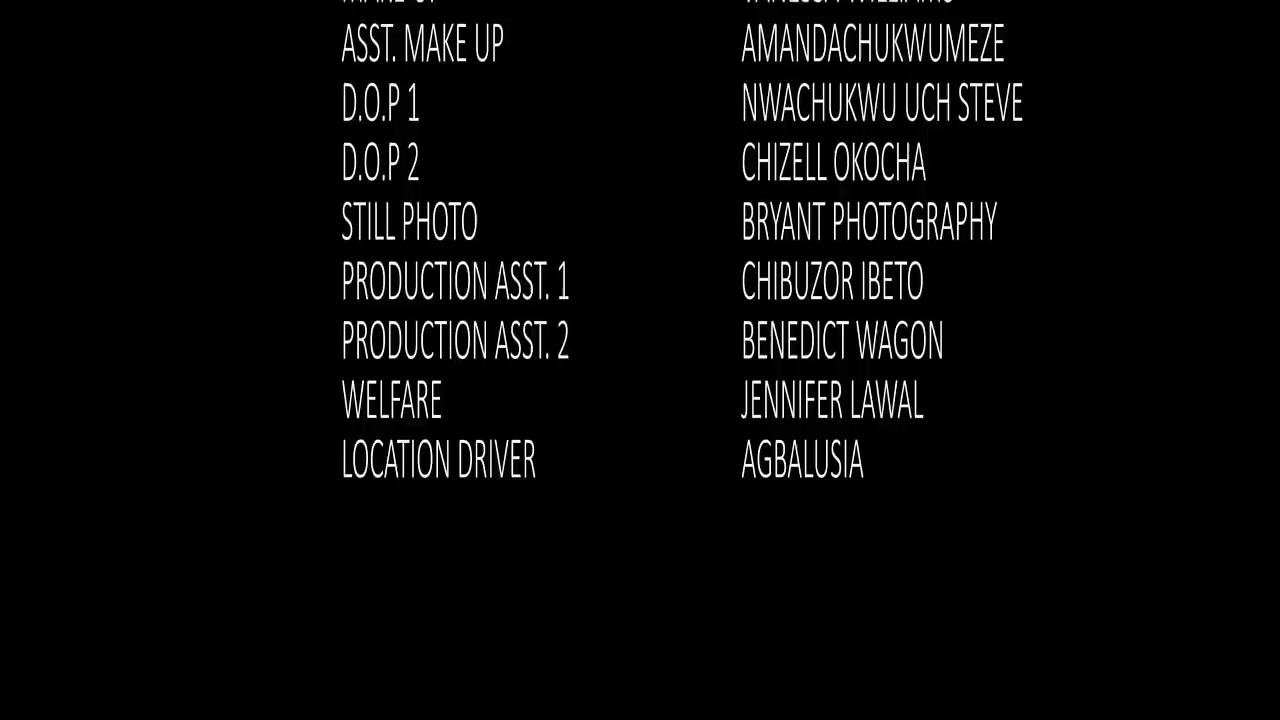 ASST. MAKE UP AMANDACHUKWUMEZE
D.O.P 1 NWACHUKWU UCH STEVE
D.O.P 2 CHIZELL OKOCHA
STILL PHOTO BRYANT PHOTOGRAPHY
PRODUCTION ASST. 1 CHIBUZOR IBETO
PRODUCTION ASST. 2 BENEDICT WAGON
WELFARE JENNIFER LAWAL
LOCATION DRIVER AGBALUSIA